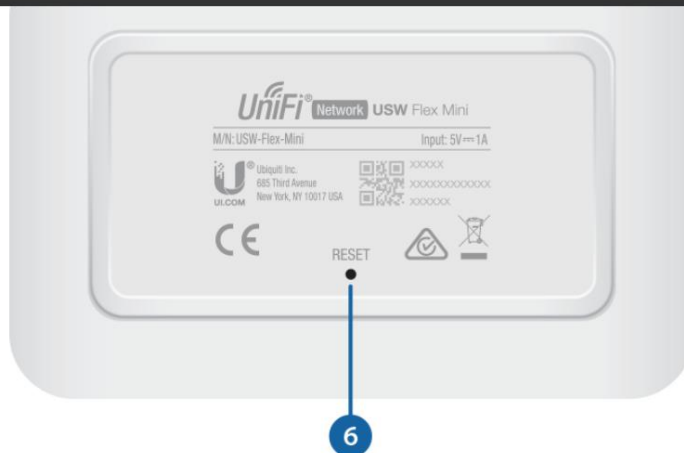 UniFi® Network USW Flex Mini
M/N: USW-Flex-Mini Input: 5V⎓1A
U® UI.COM
Ubiquiti Inc.
685 Third Avenue
New York, NY 10017 USA
XXXXX
XXXXXXXXXXXX
XXXXXX
CE
RESET
6